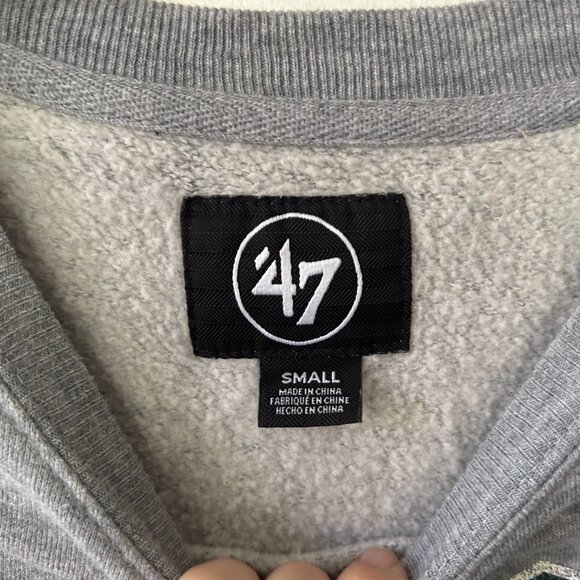 '47
SMALL
MADE IN CHINA
FABRIQUÉ EN CHINE
HECHO EN CHINA